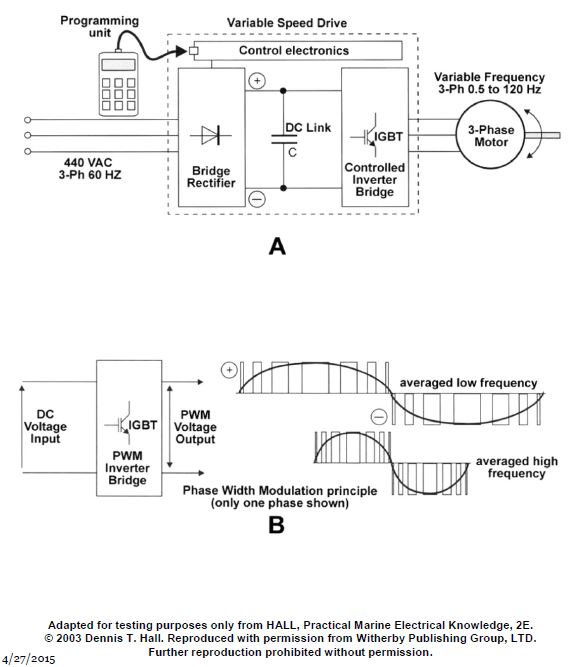 Programming
unit
Variable Speed Drive
Control electronics
+
Variable Frequency
3-Ph 0.5 to 120 Hz
DC Link
C
IGBT
3-Phase
Motor
440 VAC
3-Ph 60 HZ
Bridge
Rectifier
Controlled
Inverter
Bridge
−
A
+
averaged low frequency
DC
Voltage
Input
IGBT
PWM
Voltage
Output
−
PWM
Inverter
Bridge
averaged high
frequency
Phase Width Modulation principle
(only one phase shown)
B
Adapted for testing purposes only from HALL, Practical Marine Electrical Knowledge, 2E.
© 2003 Dennis T. Hall. Reproduced with permission from Witherby Publishing Group, LTD.
Further reproduction prohibited without permission.
4/27/2015